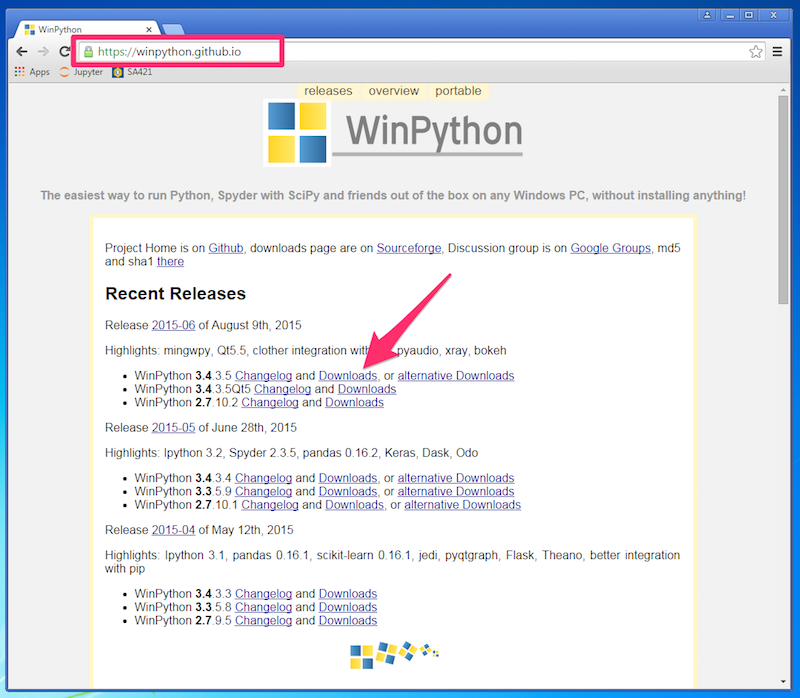 WinPython
https://winpython.github.io
Apps Jupyter SA421
releases overview portable
WinPython
The easiest way to run Python, Spyder with SciPy and friends out of the box on any Windows PC, without installing anything!
Project Home is on Github, downloads page are on Sourceforge, Discussion group is on Google Groups, md5
and sha1 there
Recent Releases
Release 2015-06 of August 9th, 2015
Highlights: mingwpy, Qt5.5, clother integration with pyaudio, xray, bokeh
WinPython 3.4.3.5 Changelog and Downloads, or alternative Downloads
WinPython 3.4.3.5Qt5 Changelog and Downloads
WinPython 2.7.10.2 Changelog and Downloads
Release 2015-05 of June 28th, 2015
Highlights: Ipython 3.2, Spyder 2.3.5, pandas 0.16.2, Keras, Dask, Odo
WinPython 3.4.3.4 Changelog and Downloads, or alternative Downloads
WinPython 3.3.5.9 Changelog and Downloads, or alternative Downloads
WinPython 2.7.10.1 Changelog and Downloads, or alternative Downloads
Release 2015-04 of May 12th, 2015
Highlights: Ipython 3.1, pandas 0.16.1, scikit-learn 0.16.1, jedi, pyqtgraph, Flask, Theano, better integration
with pip
WinPython 3.4.3.3 Changelog and Downloads
WinPython 3.3.5.8 Changelog and Downloads
WinPython 2.7.9.5 Changelog and Downloads